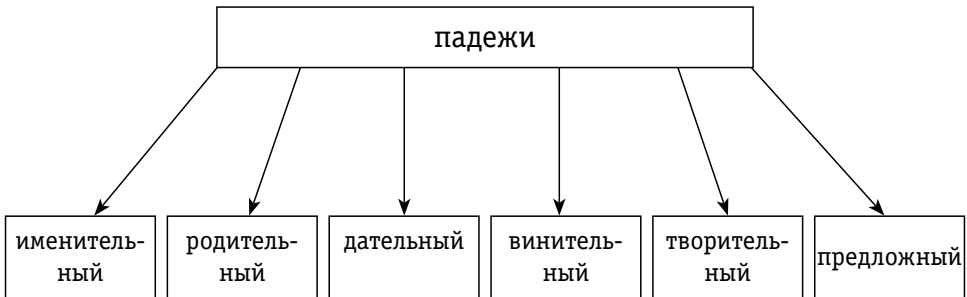 падежи
именитель-
ный
родитель-
ный
дательный
винитель-
ный
творитель-
ный
предложный